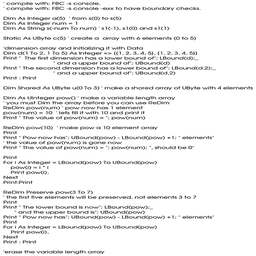 ' compile with: FBC -s console.
' compile with: FBC -s console -exx to have boundary checks.
Dim As Integer a(5) ' from s(0) to s(5)
Dim As Integer num = 1
Dim As String s(-num To num) ' s1(-1), s1(0) and s1(1)
Static As UByte c(5) ' create a array with 6 elements (0 to 5)
'dimension array and initializing it with Data
Dim d(1 To 2, 1 To 5) As Integer => {{1, 2, 3, 4, 5}, {1, 2, 3, 4, 5}}
Print " The first dimension has a lower bound of"; LBound(d);_
" and a upper bound of"; UBound(d)
Print " The second dimension has a lower bound of"; LBound(d,2);_
" and a upper bound of"; UBound(d,2)
Print : Print
Dim Shared As UByte u(0 To 3) ' make a shared array of UByte with 4 elements
Dim As UInteger pow() ' make a variable length array
' you must Dim the array before you can use ReDim
ReDim pow(num) ' pow now has 1 element
pow(num) = 10 ' lets fill it with 10 and print it
Print " The value of pow(num) = "; pow(num)
ReDim pow(10) ' make pow a 10 element array
Print
Print " Pow now has"; UBound(pow) - LBound(pow) +1; " elements"
' the value of pow(num) is gone now
Print " The value of pow(num) = "; pow(num); ", should be 0"
Print
For i As Integer = LBound(pow) To UBound(pow)
pow(i) = i * i
Print pow(i),
Next
Print:Print
ReDim Preserve pow(3 To 7)
' the first five elements will be preserved, not elements 3 to 7
Print
Print " The lower bound is now"; LBound(pow);_
" and the upper bound is"; UBound(pow)
Print " Pow now has"; UBound(pow) - LBound(pow) +1; " elements"
Print
For i As Integer = LBound(pow) To UBound(pow)
Print pow(i),
Next
Print : Print
'erase the variable length array